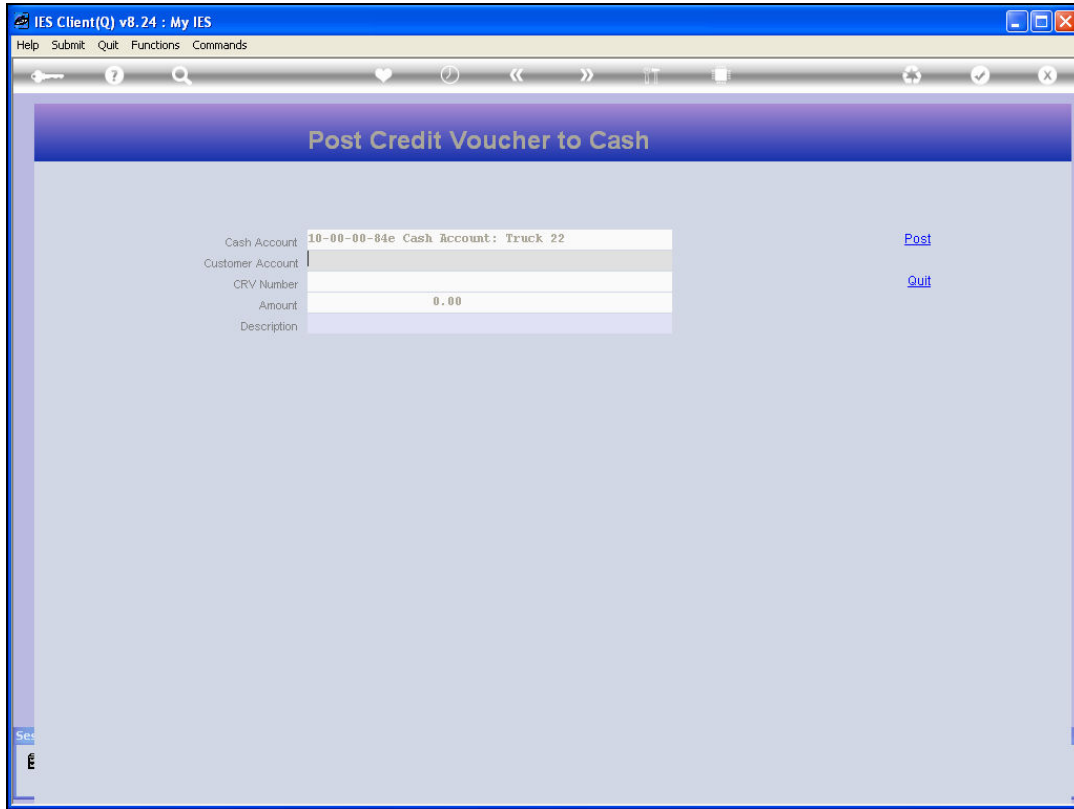 IES Client(Q) v8.24 : My IES
Help Submit Quit Functions Commands
Post Credit Voucher to Cash
Cash Account 10-00-00-84e Cash Account: Truck 22 Post
Customer Account
CRV Number Quit
Amount 0.00
Description